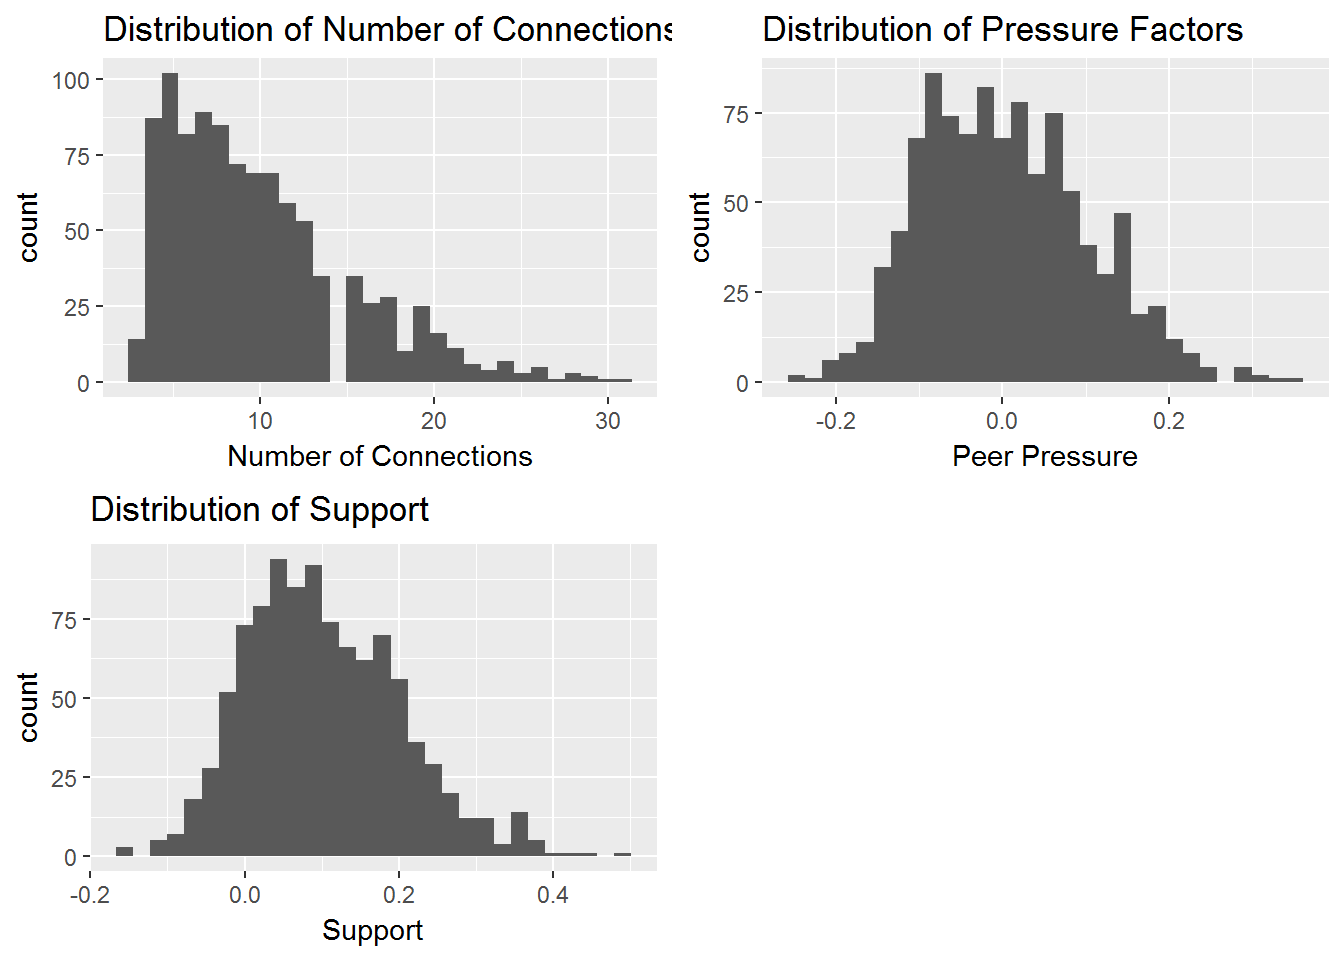 Distribution of Number of Connections
100
75
50
25
0
count
10 20 30
Number of Connections
Distribution of Pressure Factors
75
50
25
0
count
-0.2 0.0 0.2
Peer Pressure
Distribution of Support
75
50
25
0
count
-0.2 0.0 0.2 0.4
Support